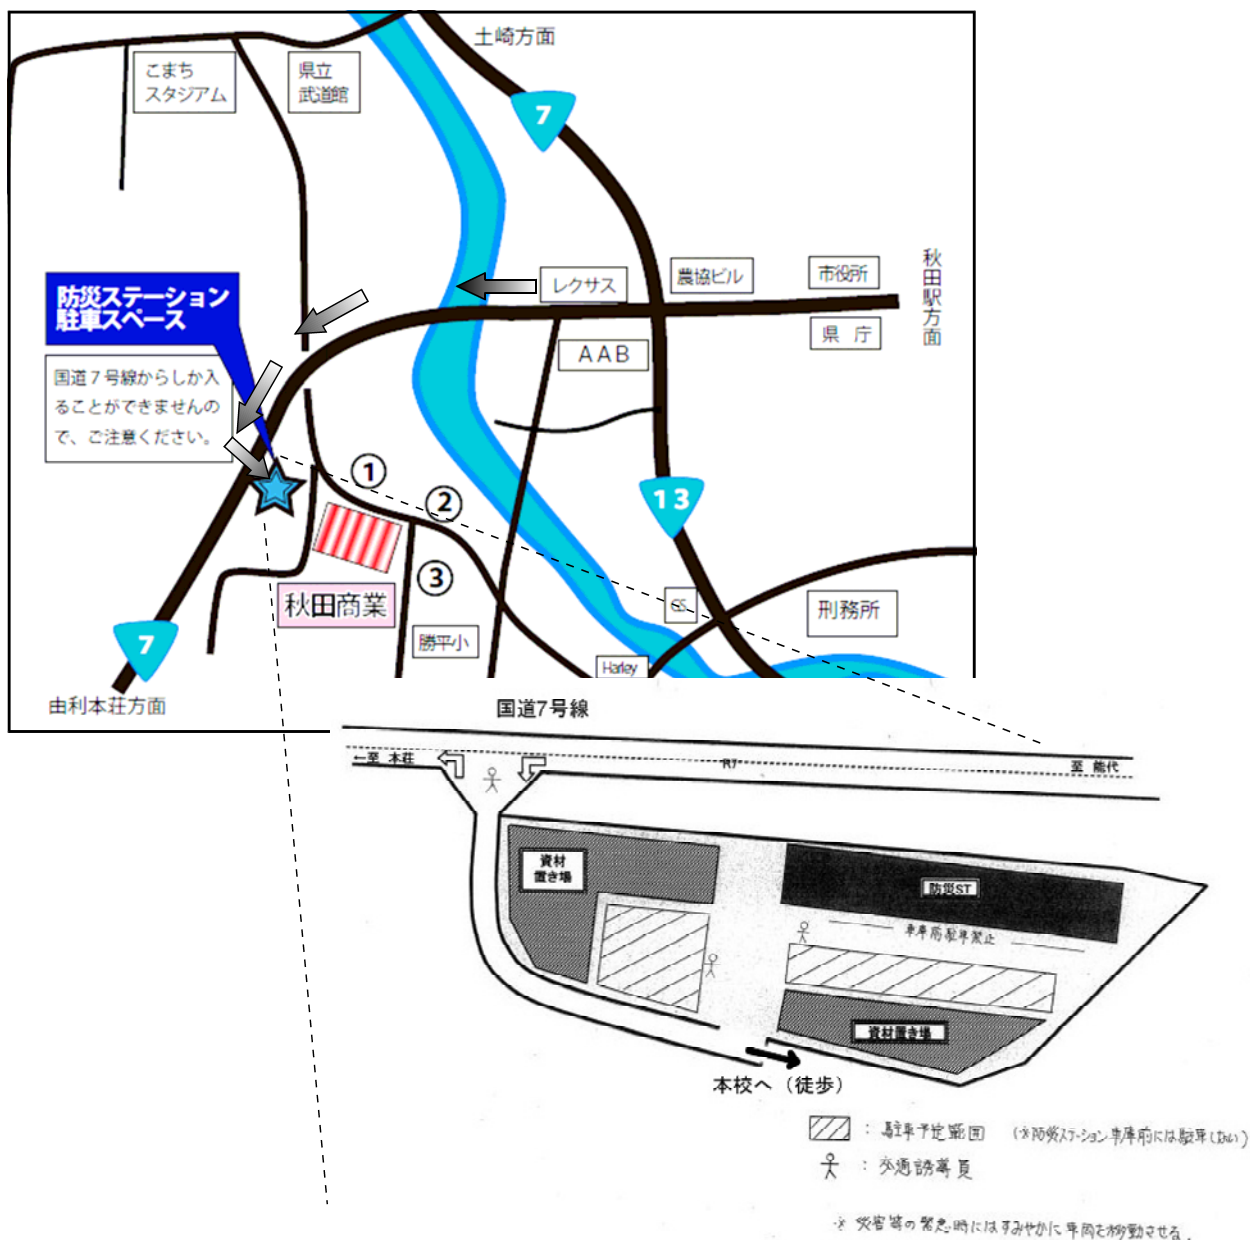 土崎方面
こまち
スタジアム
県立
武道館
7
秋田駅方面
防災ステーション
駐車スペース
レクサス
農協ビル
市役所
県 庁
AAB
国道7号線からしか入
ることができませんの
で、ご注意ください。
①
②
③
13
秋田商業
GS
刑務所
勝平小
Harley
7
由利本荘方面
国道7号線
←至 本荘
R7
至 能代
資材
置き場
防災ST
車庫前駐車禁止
資材置き場
本校へ(徒歩)
: 駐車予定範囲 (※防災ステーション車庫前には駐車しない)
: 交通誘導員
※ 災害等の緊急時にはすみやかに車両を移動させる。